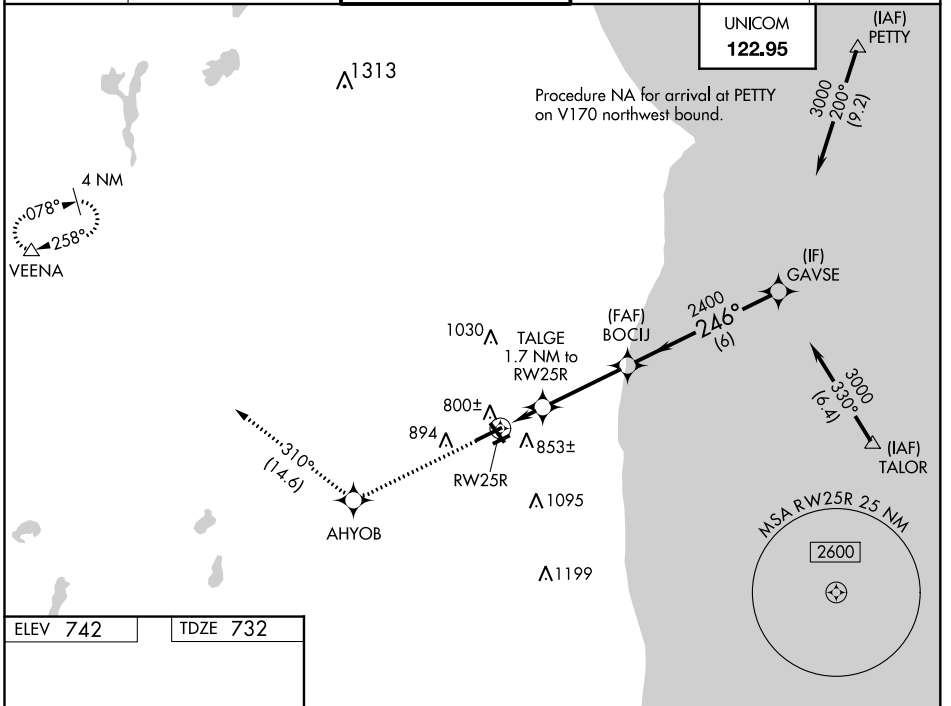 UNICOM
122.95
(IAF)
PETTY
1313
Procedure NA for arrival at PETTY
on V170 northwest bound.
3000
200°
(9.2)
4 NM
078°
258°
VEENA
(IF)
GAVSE
2400
246°
(6)
(FAF)
BOCIJ
1030
TALGE
1.7 NM to
RW25R
3000
330°
(6.4)
800±
894
853±
(IAF)
TALOR
310°
(14.6)
RW25R
AHYOB
1095
MSA RW25R 25 NM
2600
1199
ELEV 742
TDZE 732